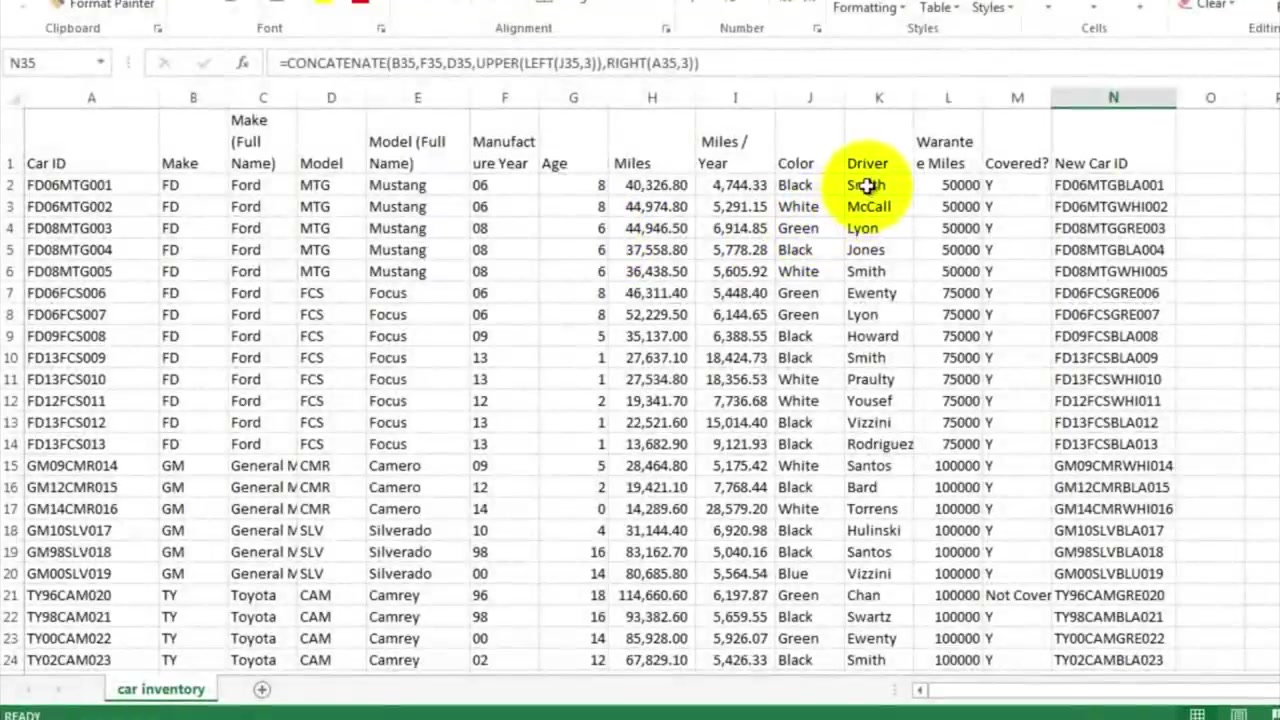 Format Painter
Formatting Table Styles Clear
Clipboard Font Alignment Number Styles Cells Editin
N35 fx =CONCATENATE(B35,F35,D35,UPPER(LEFT(J35,3)),RIGHT(A35,3))
A B C D E F G H I J K L M N O
Make
(Full Model (Full Manufact Miles / Warante
1 Car ID Make Name) Model Name) ure Year Age Miles Year Color Driver e Miles Covered? New Car ID
2 FD06MTG001 FD Ford MTG Mustang 06 8 40,326.80 4,744.33 Black Smith 50000 Y FD06MTGBLA001
3 FD06MTG002 FD Ford MTG Mustang 06 8 44,974.80 5,291.15 White McCall 50000 Y FD06MTGWHI002
4 FD08MTG003 FD Ford MTG Mustang 08 6 44,946.50 6,914.85 Green Lyon 50000 Y FD08MTGGRE003
5 FD08MTG004 FD Ford MTG Mustang 08 6 37,558.80 5,778.28 Black Jones 50000 Y FD08MTGBLA004
6 FD08MTG005 FD Ford MTG Mustang 08 6 36,438.50 5,605.92 White Smith 50000 Y FD08MTGWHI005
7 FD06FCS006 FD Ford FCS Focus 06 8 46,311.40 5,448.40 Green Ewenty 75000 Y FD06FCSGRE006
8 FD06FCS007 FD Ford FCS Focus 06 8 52,229.50 6,144.65 Green Lyon 75000 Y FD06FCSGRE007
9 FD09FCS008 FD Ford FCS Focus 09 5 35,137.00 6,388.55 Black Howard 75000 Y FD09FCSBLA008
10 FD13FCS009 FD Ford FCS Focus 13 1 27,637.10 18,424.73 Black Smith 75000 Y FD13FCSBLA009
11 FD13FCS010 FD Ford FCS Focus 13 1 27,534.80 18,356.53 White Praulty 75000 Y FD13FCSWHI010
12 FD12FCS011 FD Ford FCS Focus 12 2 19,341.70 7,736.68 White Yousef 75000 Y FD12FCSWHI011
13 FD13FCS012 FD Ford FCS Focus 13 1 22,521.60 15,014.40 Black Vizzini 75000 Y FD13FCSBLA012
14 FD13FCS013 FD Ford FCS Focus 13 1 13,682.90 9,121.93 Black Rodriguez 75000 Y FD13FCSBLA013
15 GM09CMR014 GM General M CMR Camero 09 5 28,464.80 5,175.42 White Santos 100000 Y GM09CMRWHI014
16 GM12CMR015 GM General M CMR Camero 12 2 19,421.10 7,768.44 Black Bard 100000 Y GM12CMRBLA015
17 GM14CMR016 GM General M CMR Camero 14 0 14,289.60 28,579.20 White Torrens 100000 Y GM14CMRWHI016
18 GM10SLV017 GM General M SLV Silverado 10 4 31,144.40 6,920.98 Black Hulinski 100000 Y GM10SLVBLA017
19 GM98SLV018 GM General M SLV Silverado 98 16 83,162.70 5,040.16 Black Santos 100000 Y GM98SLVBLA018
20 GM00SLV019 GM General M SLV Silverado 00 14 80,685.80 5,564.54 Blue Vizzini 100000 Y GM00SLVBLU019
21 TY96CAM020 TY Toyota CAM Camrey 96 18 114,660.60 6,197.87 Green Chan 100000 Not Cover TY96CAMGRE020
22 TY98CAM021 TY Toyota CAM Camrey 98 16 93,382.60 5,659.55 Black Swartz 100000 Y TY98CAMBLA021
23 TY00CAM022 TY Toyota CAM Camrey 00 14 85,928.00 5,926.07 Green Ewenty 100000 Y TY00CAMGRE022
24 TY02CAM023 TY Toyota CAM Camrey 02 12 67,829.10 5,426.33 Black Smith 100000 Y TY02CAMBLA023
car inventory
READY